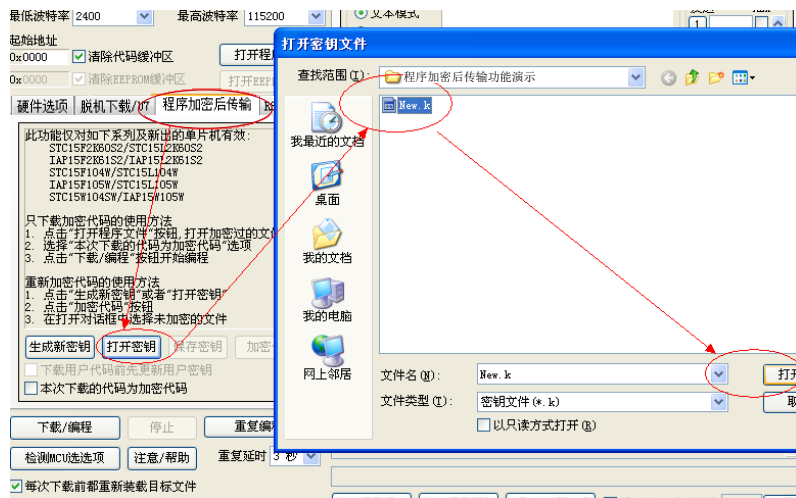 最低波特率 2400 最高波特率 115200
文本模式
起始地址
0x0000 清除代码缓冲区
0x0000 清除EEPROM缓冲区
硬件选项 脱机下载/U7 程序加密后传输
此功能仅对如下系列及新出的单片机有效:
STC15F2K60S2/STC15L2K60S2
IAP15F2K61S2/IAP15L2K61S2
STC15F104W/STC15L104W
STC15F105W/STC15L105W
STC15W104SW/IAP15W105W
只下载加密代码的使用方法
1. 点击"打开程序文件"按钮,打开加密过的文
2. 选择"本次下载的代码为加密代码"选项
3. 点击"下载/编程"按钮开始编程
重新加密代码的使用方法
1. 点击"生成新密钥"或者"打开密钥"
2. 点击"加密代码"按钮
3. 在打开对话框中选择未加密的文件
生成新密钥 打开密钥 保存密钥
下载用户代码前先更新用户密钥
本次下载的代码为加密代码
下载/编程 停止
检测MCU选项 注意/帮助 重复延时 3 秒
每次下载前都重新装载目标文件
打开密钥文件
查找范围(I): 程序加密后传输功能演示
New.k
我最近的文档
桌面
我的文档
我的电脑
网上邻居
文件名(N): New.k
文件类型(T): 密钥文件(*.k)
以只读方式打开(R)